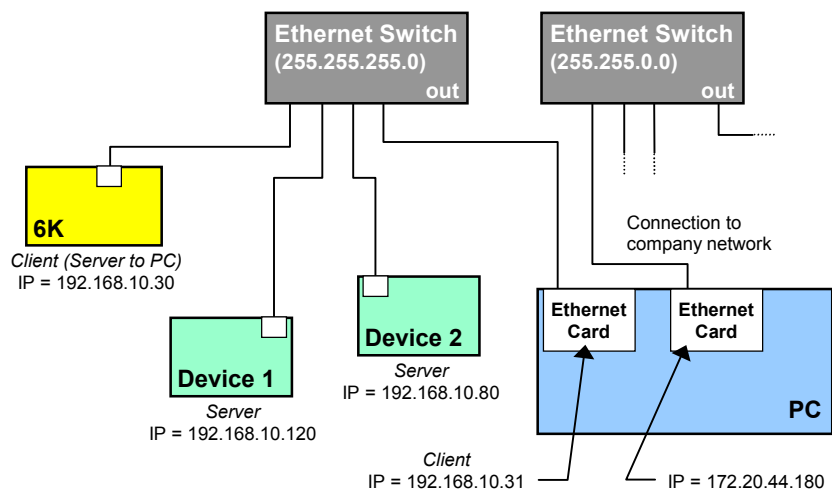 Ethernet Switch
(255.255.255.0)
out
Ethernet Switch
(255.255.0.0)
out
6K
Client (Server to PC)
IP = 192.168.10.30
Connection to
company network
Device 1
Server
IP = 192.168.10.120
Device 2
Server
IP = 192.168.10.80
Ethernet
Card
Ethernet
Card
PC
Client
IP = 192.168.10.31
IP = 172.20.44.180